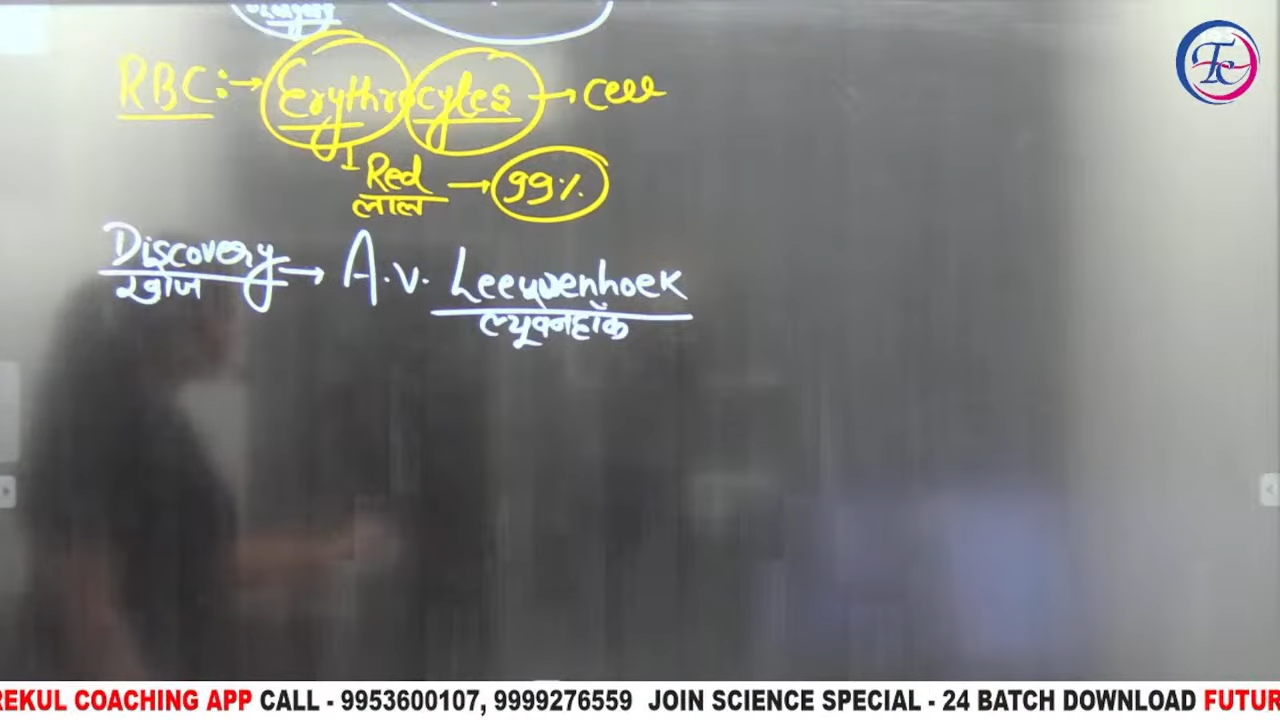 RBC:→ Erythrocytes → Cell
Red → 99%
लाल
Discovery → A.V. Leeuwenhoek
खोज ल्यूवनहॉक
REKUL COACHING APP CALL - 9953600107, 9999276559 JOIN SCIENCE SPECIAL - 24 BATCH DOWNLOAD FUTUR